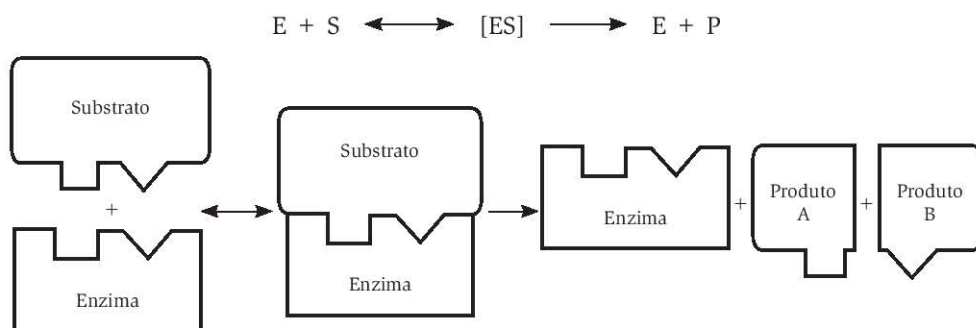 E + S [ES] E + P
Substrato
+
Enzima
Substrato
Enzima
Enzima
+
Produto
A
+
Produto
B